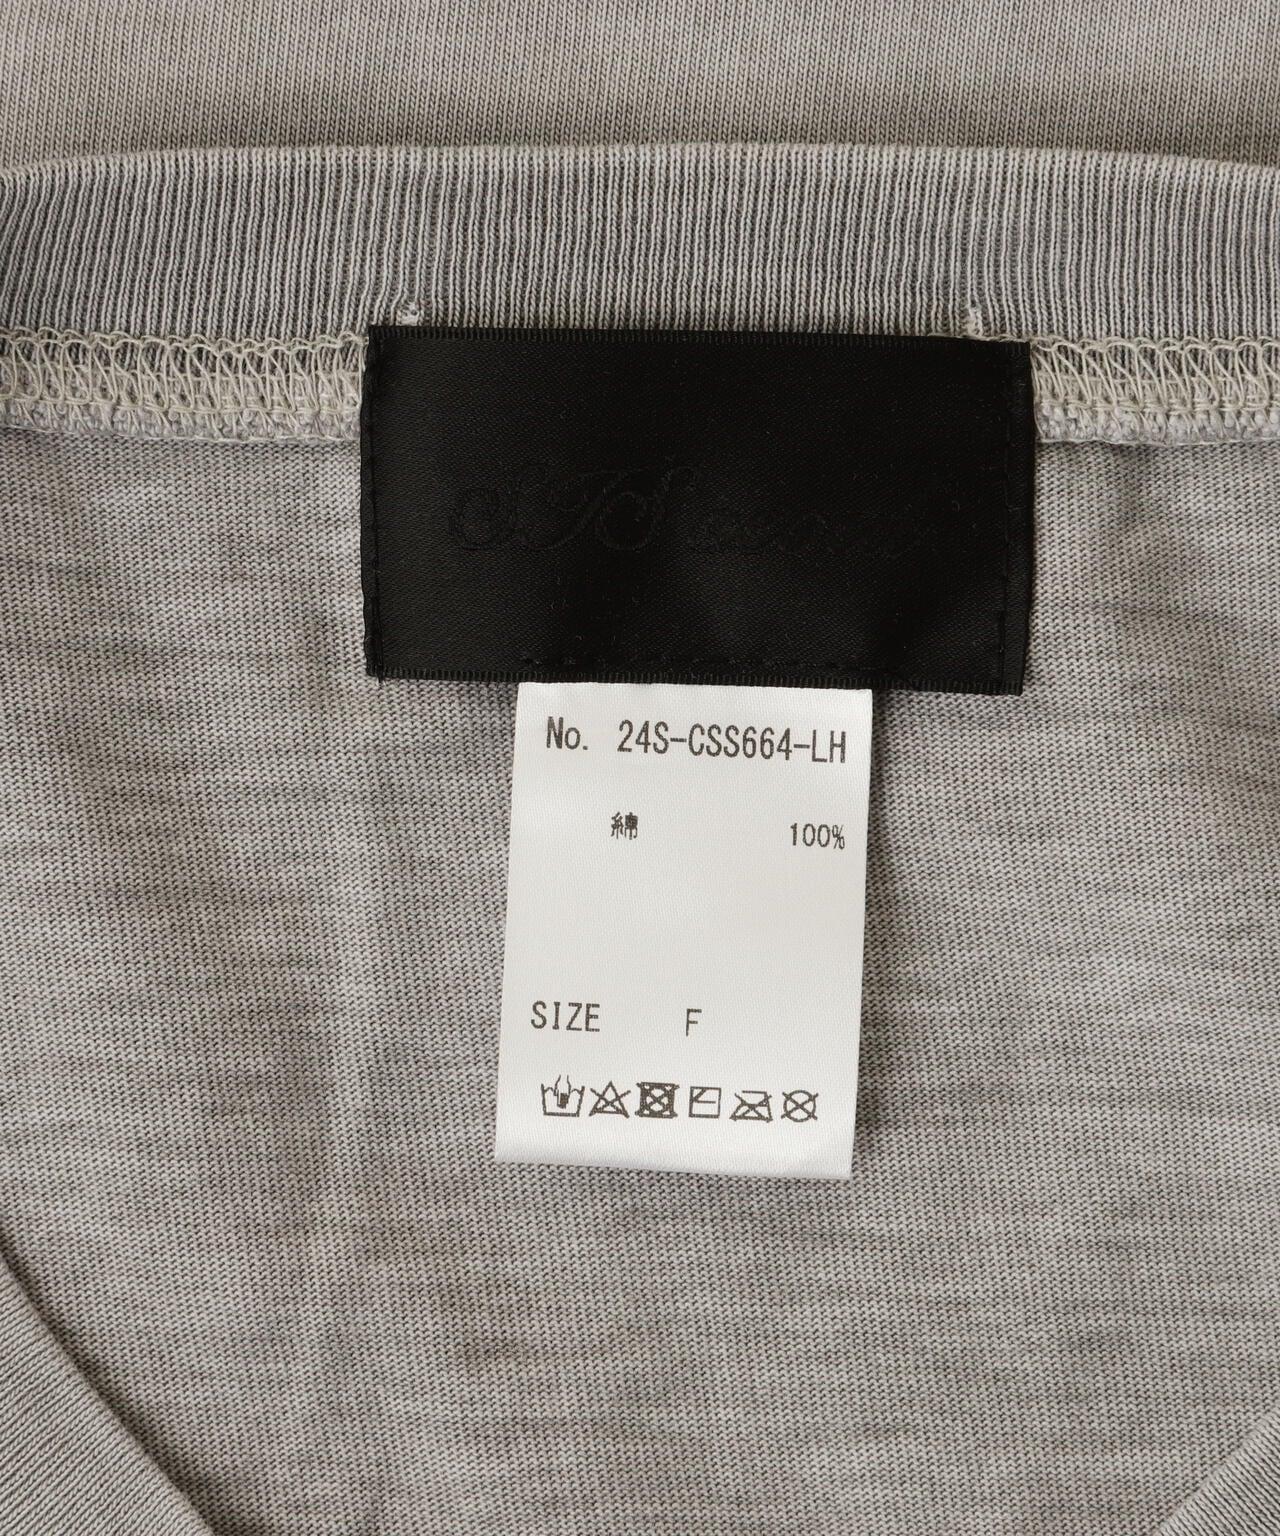 No. 24S-CSS664-LH
綿 100%
SIZE F